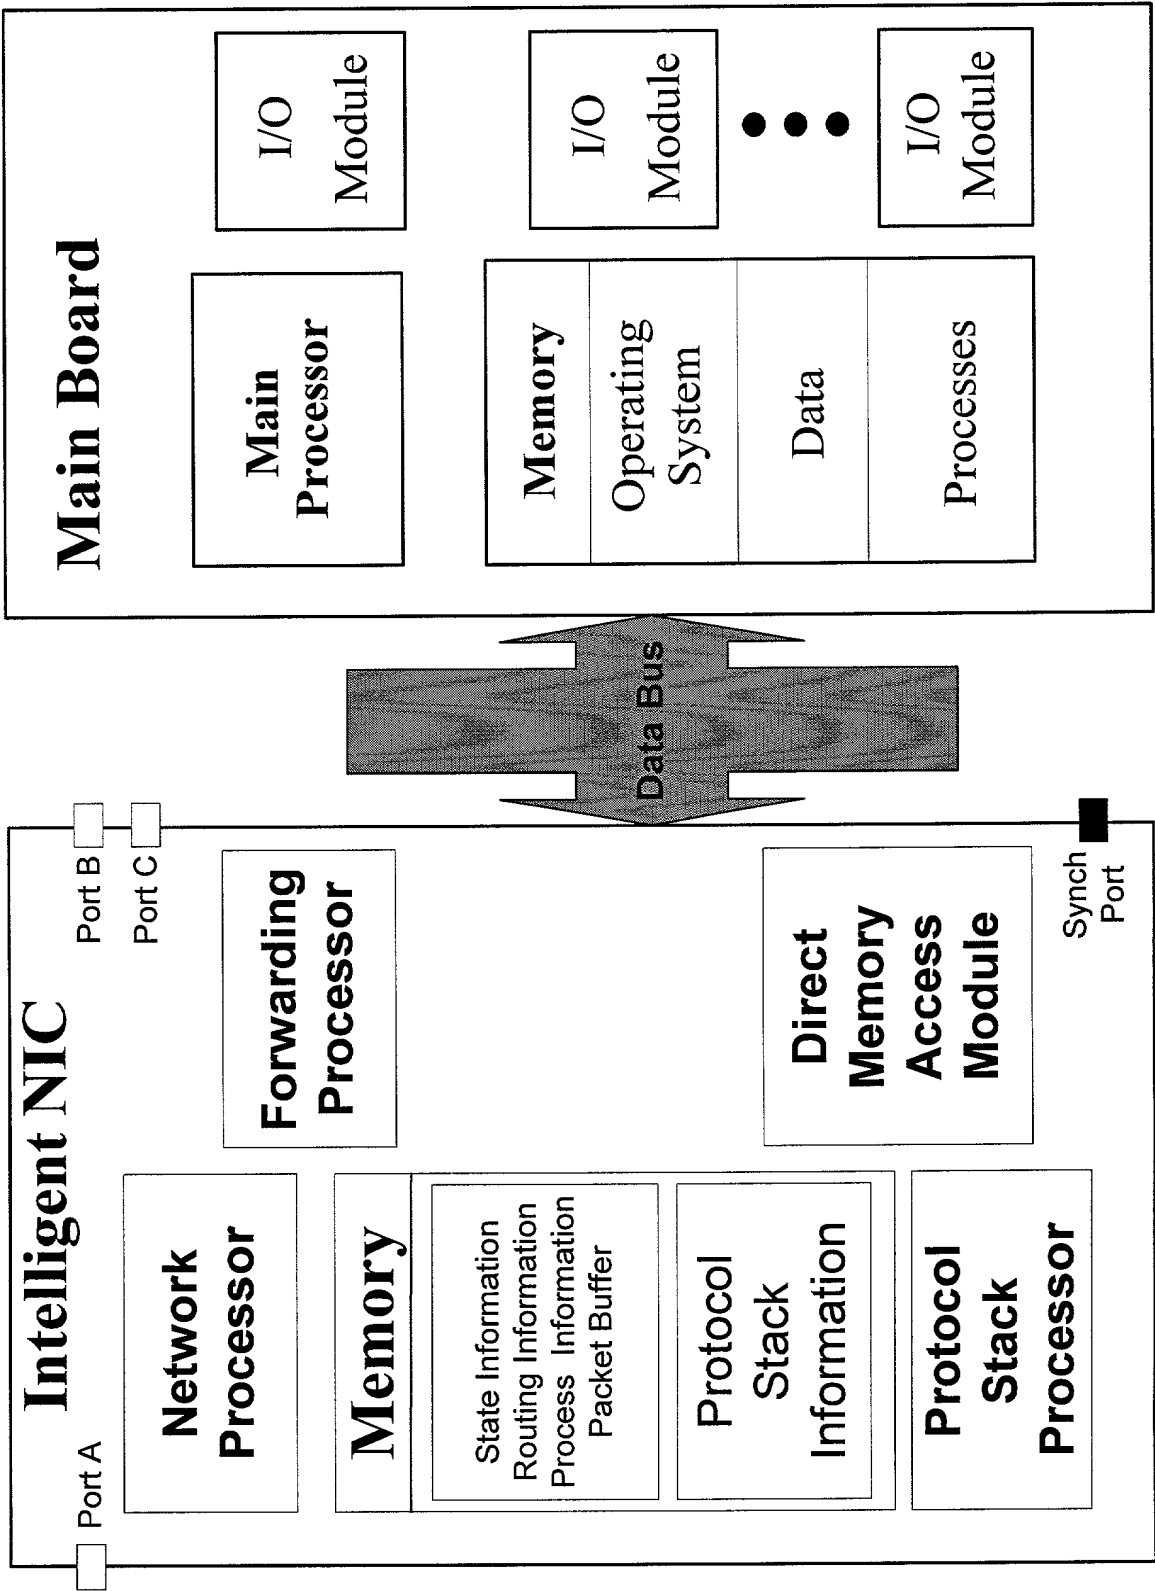 Intelligent NIC
Port A
Port B
Port C
Network
Processor
Forwarding
Processor
Memory
State Information
Routing Information
Process Information
Packet Buffer
Protocol
Stack
Information
Protocol
Stack
Processor
Direct
Memory
Access
Module
Synch
Port
Data Bus
Main Board
Main
Processor
I/O
Module
Memory
Operating
System
Data
Processes
I/O
Module
I/O
Module